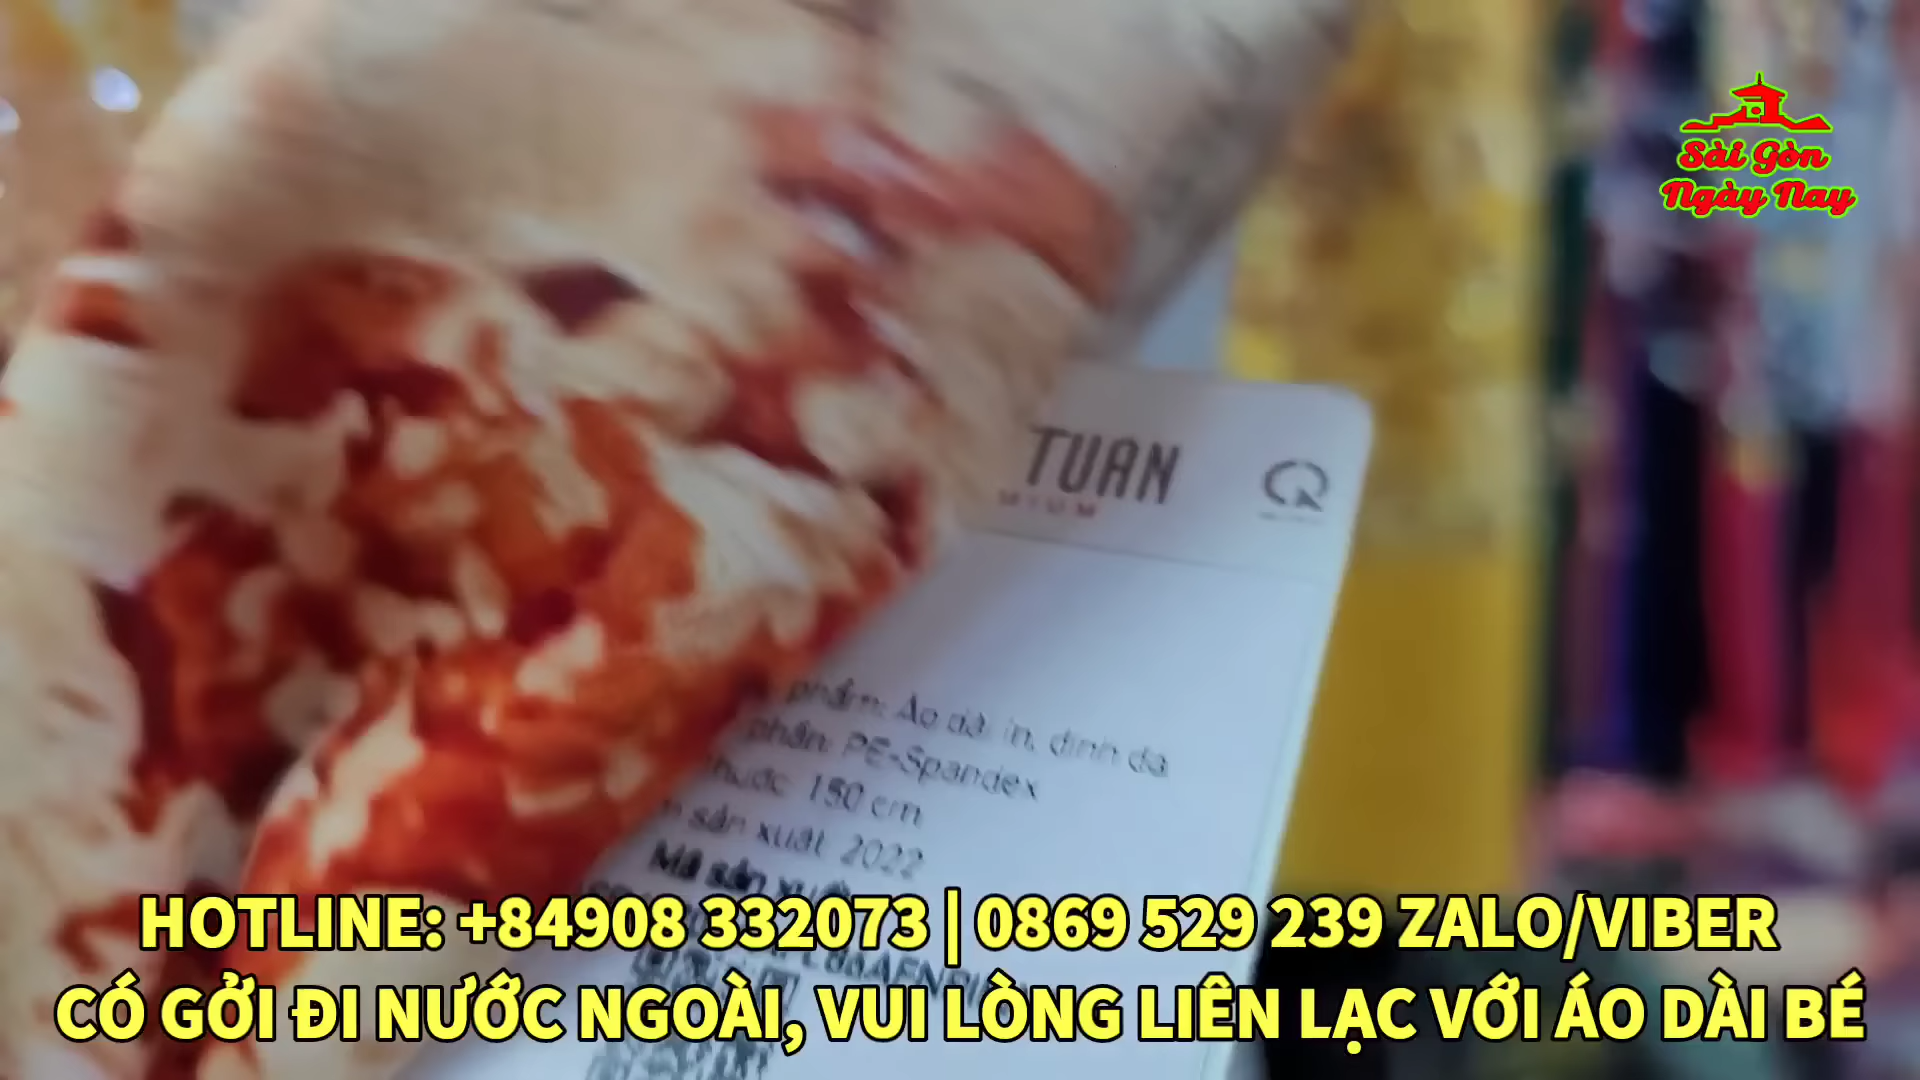 Sài Gòn
Ngày Nay
TUAN
MIUM
phẩm: Áo dài in, đính đá
phần: PE-Spandex
thước: 150 cm
sản xuất: 2022
Mã sản xuất
HOTLINE: +84908 332073 | 0869 529 239 ZALO/VIBER
CÓ GỞI ĐI NƯỚC NGOÀI, VUI LÒNG LIÊN LẠC VỚI ÁO DÀI BÉ